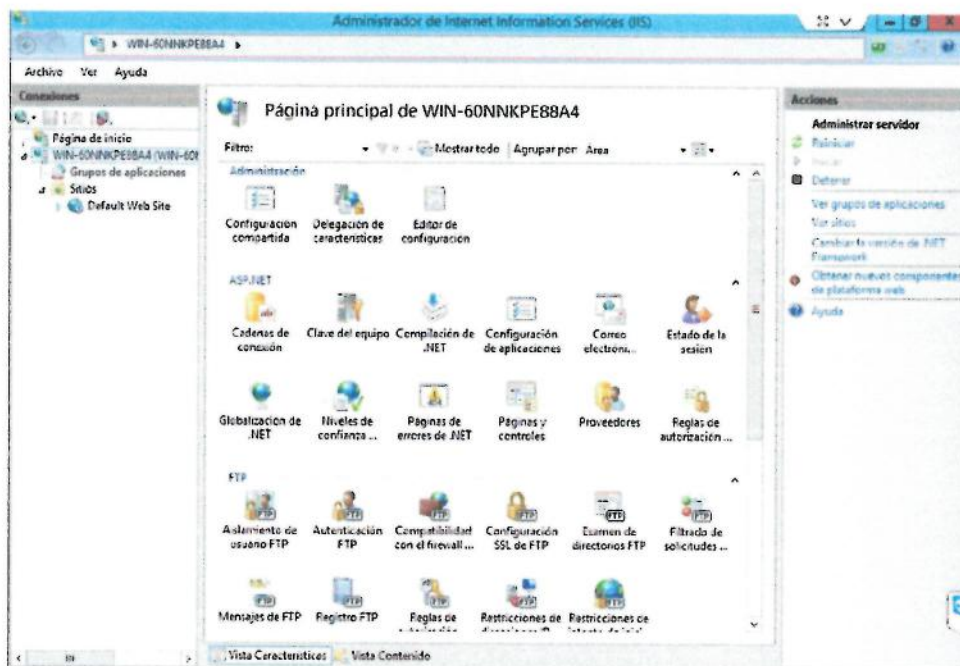 Administrador de Internet Information Services (IIS)
WIN-60NNKPE88A4
Archivo Ver Ayuda
Conexiones
Página de inicio
WIN-60NNKPE88A4 (WIN-60
Grupos de aplicaciones
Sitios
Default Web Site
Página principal de WIN-60NNKPE88A4
Filtro: Mostrar todo Agrupar por: Área
Administración
Configuración compartida
Delegación de características
Editor de configuración
ASP.NET
Cadenas de conexión
Clave del equipo
Compilación de .NET
Configuración de aplicaciones
Correo electróni...
Estado de la sesión
Globalización de .NET
Niveles de confianza ...
Páginas de errores de .NET
Páginas y controles
Proveedores
Reglas de autorización ...
FTP
Aislamiento de usuario FTP
Autenticación FTP
Compatibilidad con el firewall ...
Configuración SSL de FTP
Examen de directorios FTP
Filtrado de solicitudes ...
Mensajes de FTP
Registro FTP
Reglas de
Restricciones de
Restricciones de
Vista Características Vista Contenido
Acciones
Administrar servidor
Reiniciar
Iniciar
Detener
Ver grupos de aplicaciones
Ver sitios
Cambiar la versión de .NET
Framework
Obtener nuevos componentes
de plataforma web
Ayuda